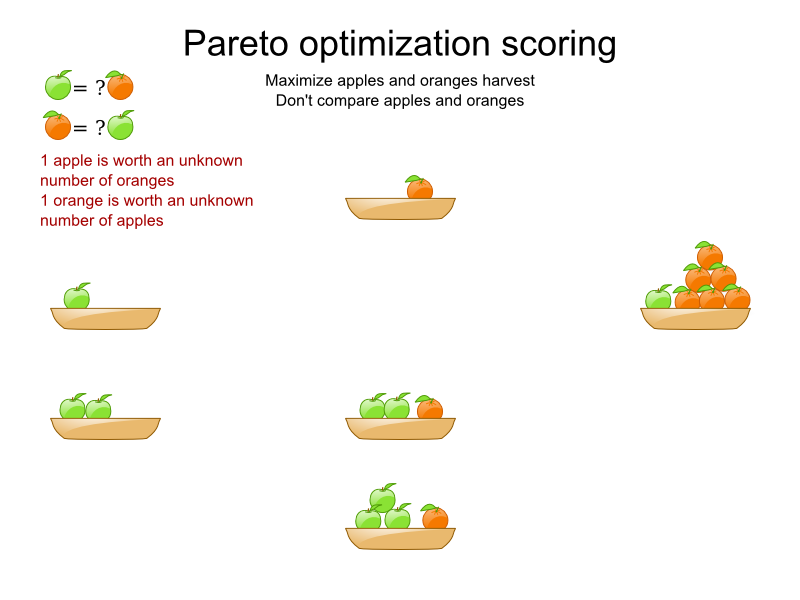 Pareto optimization scoring
Maximize apples and oranges harvest
Don't compare apples and oranges
= ?
= ?
1 apple is worth an unknown
number of oranges
1 orange is worth an unknown
number of apples